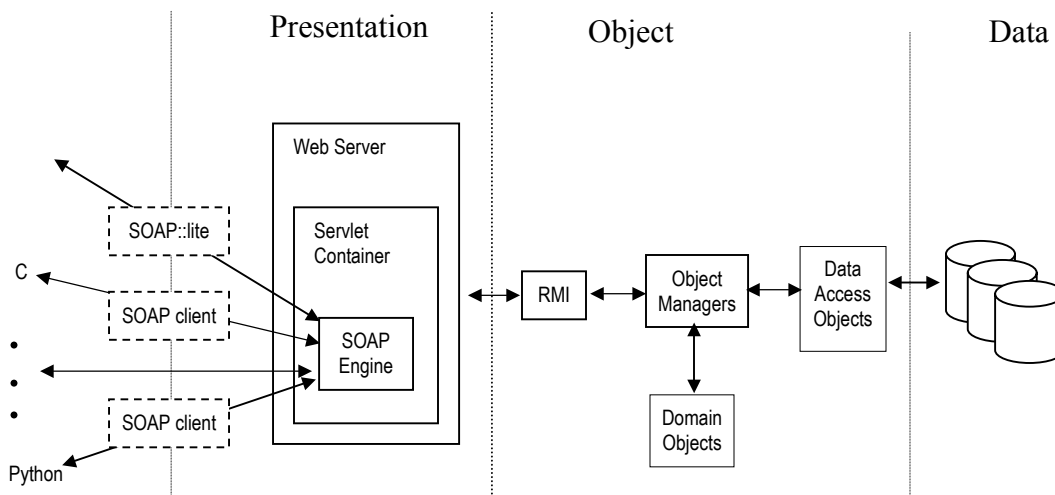 Presentation
Object
Data
Web Server
SOAP::lite
Servlet
Container
C
SOAP client
SOAP
Engine
SOAP client
Python
RMI
Object
Managers
Data
Access
Objects
Domain
Objects